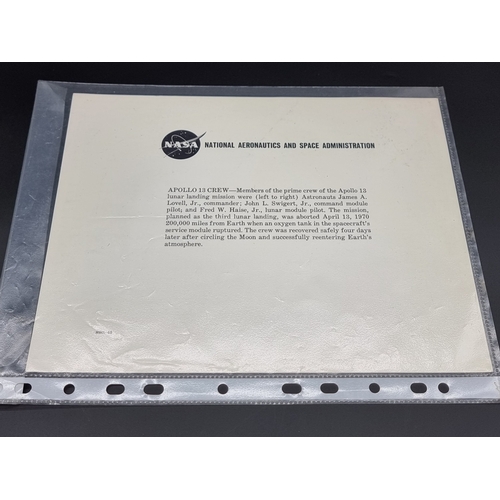 NASA NATIONAL AERONAUTICS AND SPACE ADMINISTRATION
APOLLO 13 CREW—Members of the prime crew of the Apollo 13
lunar landing mission were (left to right) Astronauts James A.
Lovell, Jr., commander; John L. Swigert, Jr., command module
pilot; and Fred W. Haise, Jr., lunar module pilot. The mission,
planned as the third lunar landing, was aborted April 13, 1970
200,000 miles from Earth when an oxygen tank in the spacecraft's
service module ruptured. The crew was recovered safely four days
later after circling the Moon and successfully reentering Earth's
atmosphere.